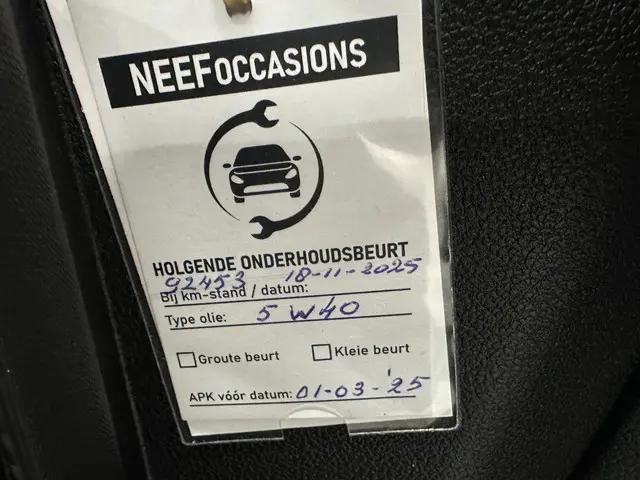 NEEFOCCASIONS
HOLGENDE ONDERHOUDSBEURT
92453 18-11-2025
Bij km-stand / datum:
Type olie: 5 W40
Groute beurt Kleie beurt
APK vóór datum: 01-03-'25